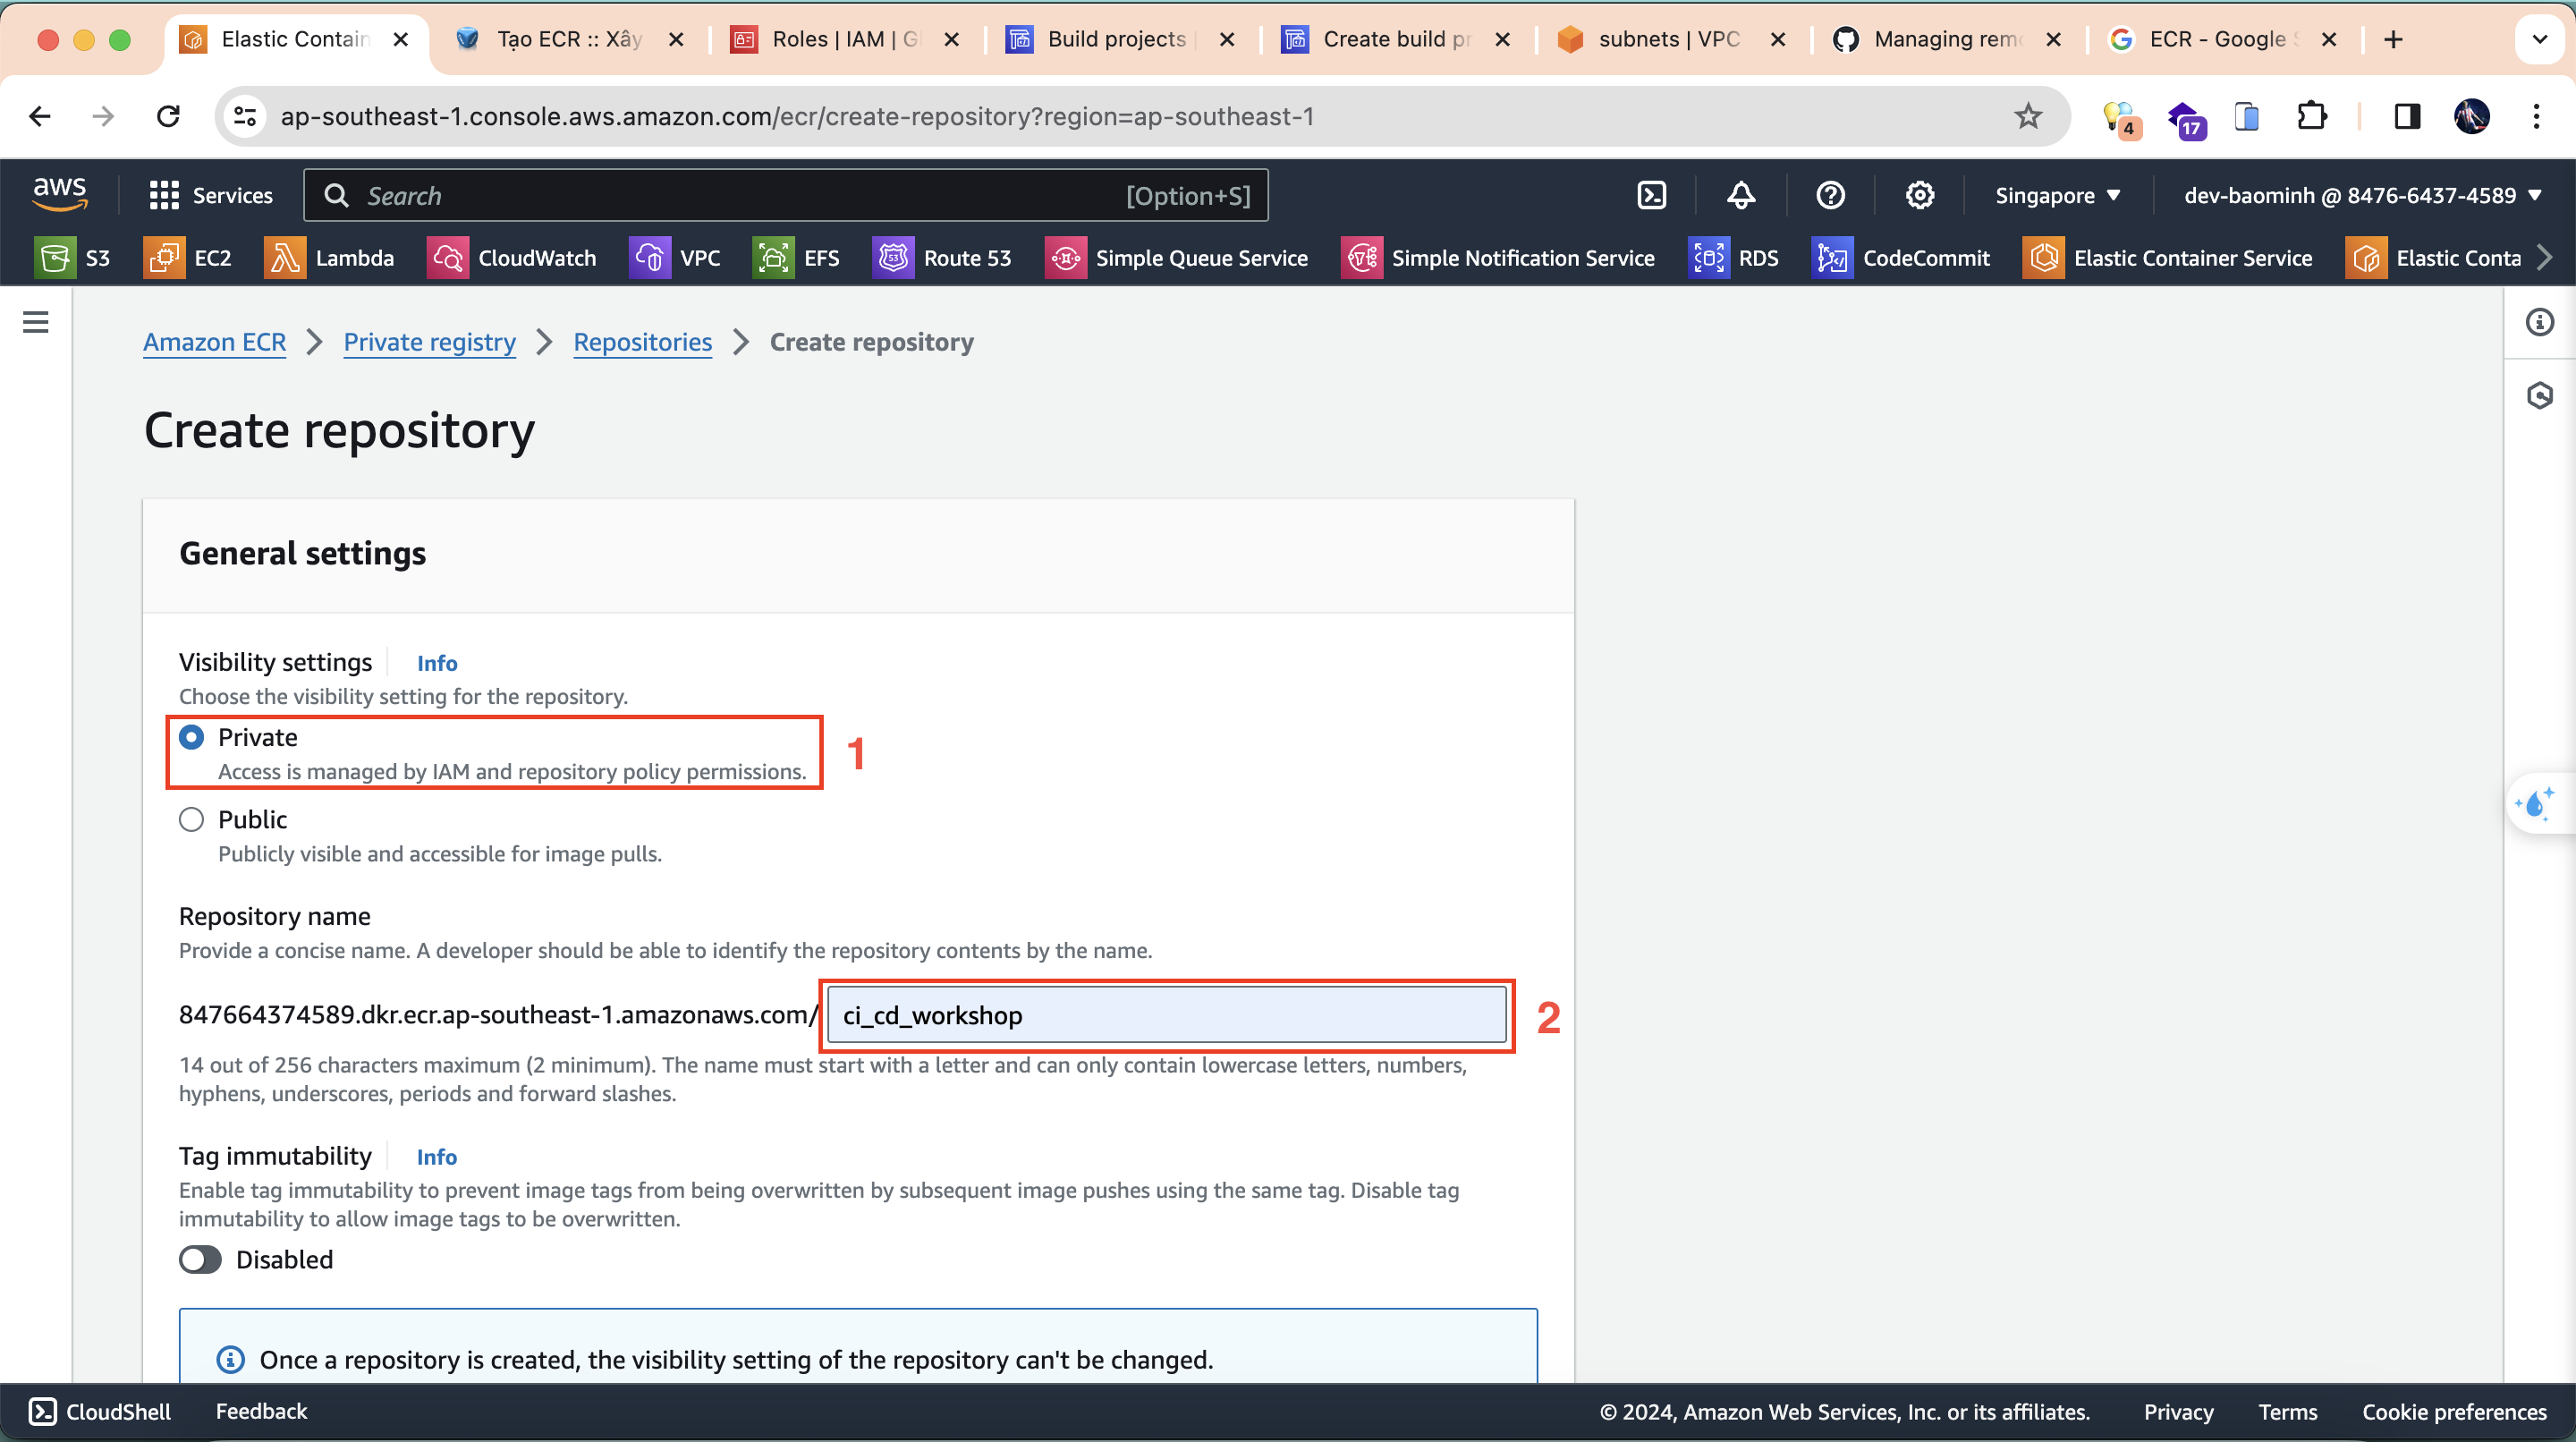 Elastic Contain
Tạo ECR :: Xây
Roles | IAM | G
Build projects
Create build pr
subnets | VPC
Managing remo
ECR - Google S
ap-southeast-1.console.aws.amazon.com/ecr/create-repository?region=ap-southeast-1
4
17
aws
Services
Search
[Option+S]
Singapore
dev-baominh @ 8476-6437-4589
S3
EC2
Lambda
CloudWatch
VPC
EFS
Route 53
Simple Queue Service
Simple Notification Service
RDS
CodeCommit
Elastic Container Service
Elastic Conta
Amazon ECR
Private registry
Repositories
Create repository
Create repository
General settings
Visibility settings
Info
Choose the visibility setting for the repository.
Private
Access is managed by IAM and repository policy permissions.
1
Public
Publicly visible and accessible for image pulls.
Repository name
Provide a concise name. A developer should be able to identify the repository contents by the name.
847664374589.dkr.ecr.ap-southeast-1.amazonaws.com/
ci_cd_workshop
2
14 out of 256 characters maximum (2 minimum). The name must start with a letter and can only contain lowercase letters, numbers,
hyphens, underscores, periods and forward slashes.
Tag immutability
Info
Enable tag immutability to prevent image tags from being overwritten by subsequent image pushes using the same tag. Disable tag
immutability to allow image tags to be overwritten.
Disabled
Once a repository is created, the visibility setting of the repository can't be changed.
CloudShell
Feedback
© 2024, Amazon Web Services, Inc. or its affiliates.
Privacy
Terms
Cookie preferences